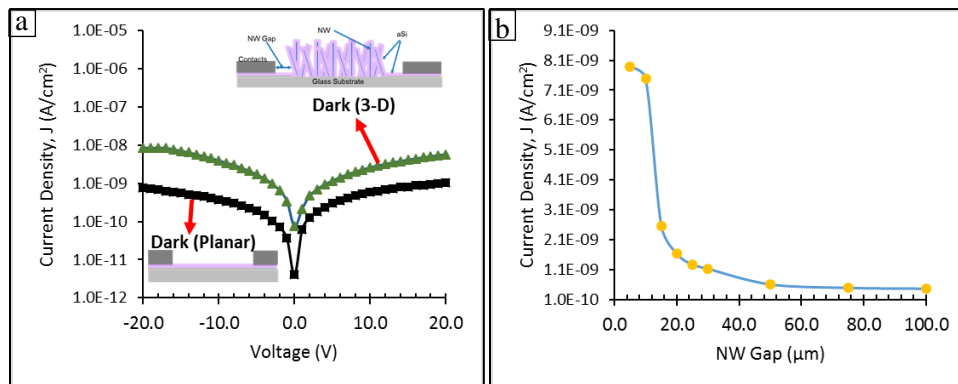 a
Current Density, J (A/cm²)
1.0E-05
1.0E-06
1.0E-07
1.0E-08
1.0E-09
1.0E-10
1.0E-11
1.0E-12
-20.0 -10.0 0.0 10.0 20.0
Voltage (V)
NW Gap
NW
aSi
Contacts
Glass Substrate
Dark (3-D)
Dark (Planar)
b
Current Density, J (A/cm²)
9.1E-09
8.1E-09
7.1E-09
6.1E-09
5.1E-09
4.1E-09
3.1E-09
2.1E-09
1.1E-09
1.0E-10
0.0 20.0 40.0 60.0 80.0 100.0
NW Gap (μm)